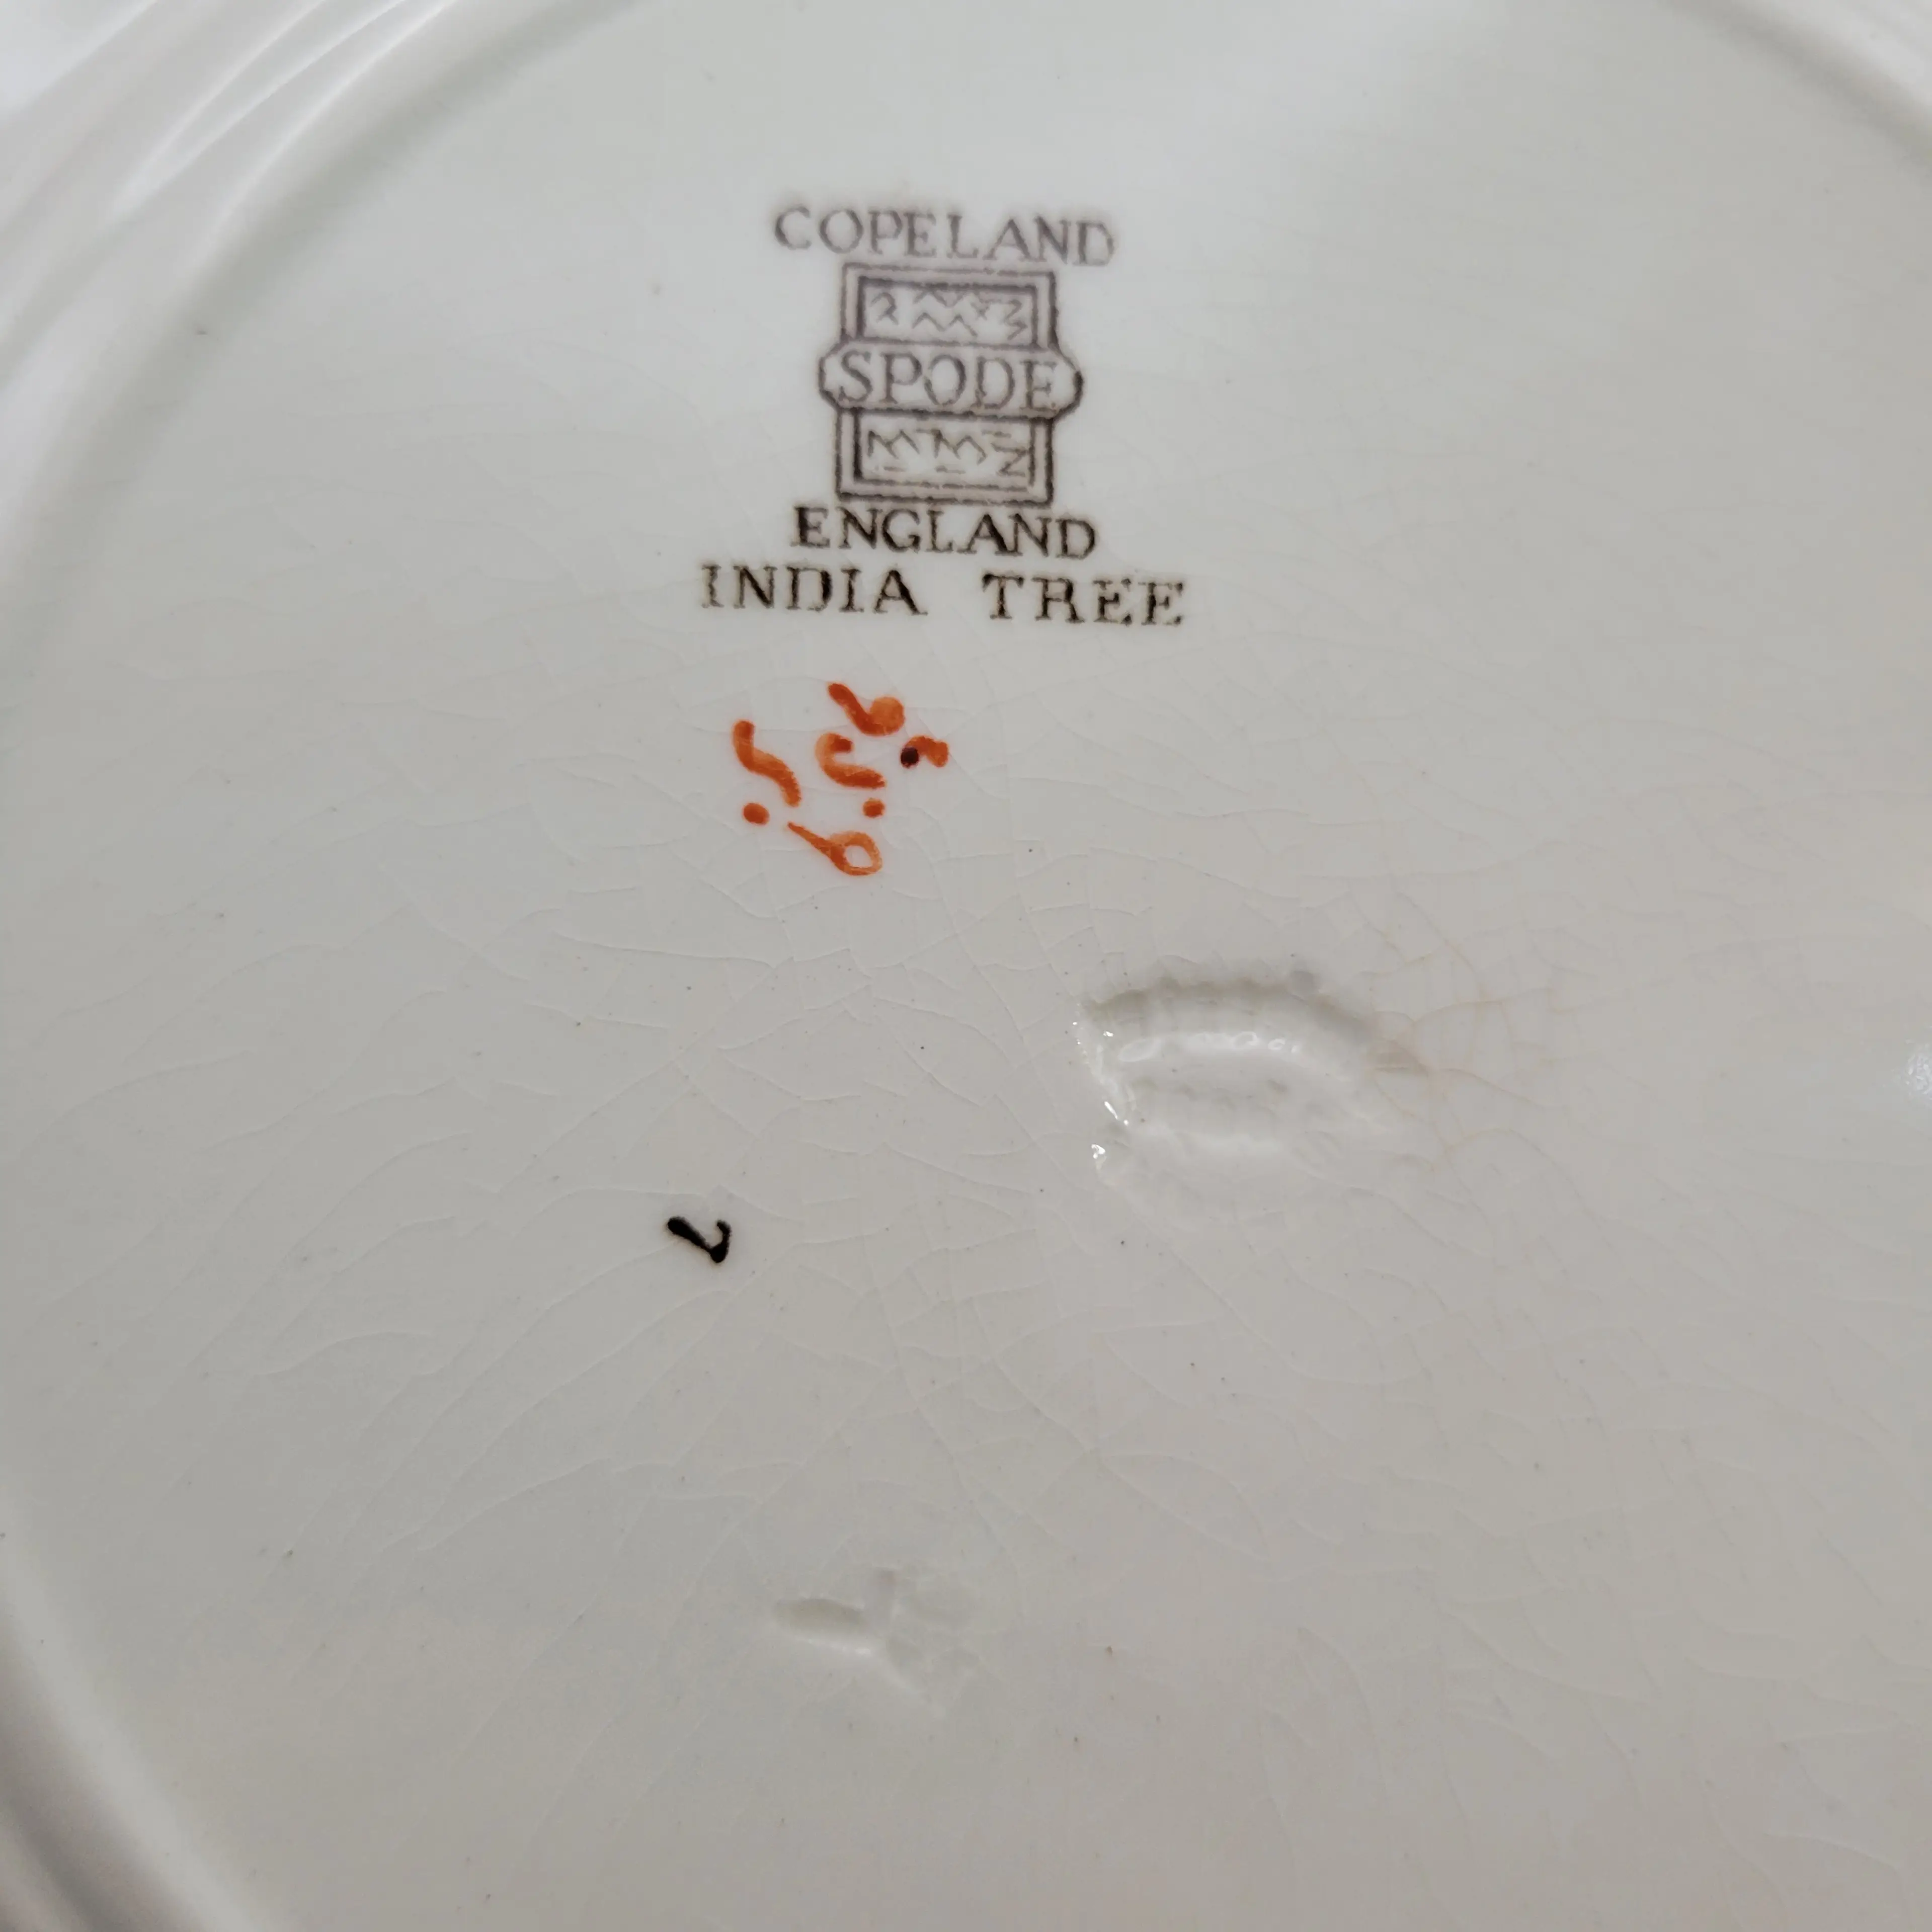 COPELAND
SPODE
ENGLAND
INDIA TREE